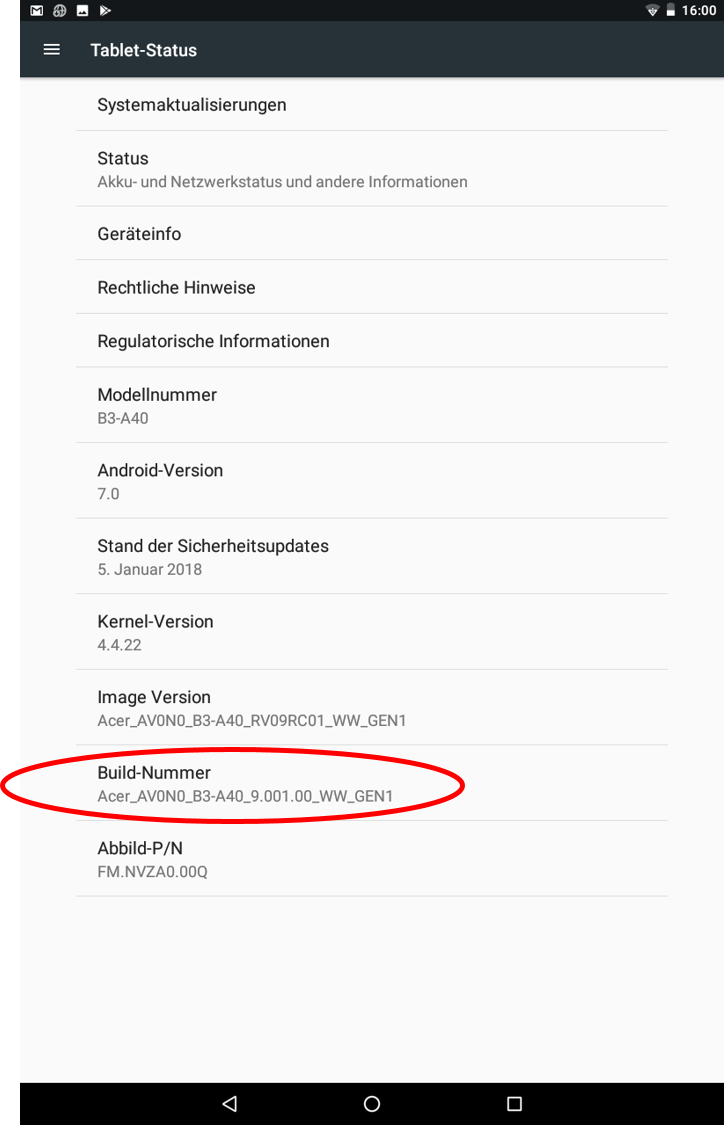 16:00
Tablet-Status
Systemaktualisierungen
Status
Akku- und Netzwerkstatus und andere Informationen
Geräteinfo
Rechtliche Hinweise
Regulatorische Informationen
Modellnummer
B3-A40
Android-Version
7.0
Stand der Sicherheitsupdates
5. Januar 2018
Kernel-Version
4.4.22
Image Version
Acer_AV0N0_B3-A40_RV09RC01_WW_GEN1
Build-Nummer
Acer_AV0N0_B3-A40_9.001.00_WW_GEN1
Abbild-P/N
FM.NVZA0.00Q